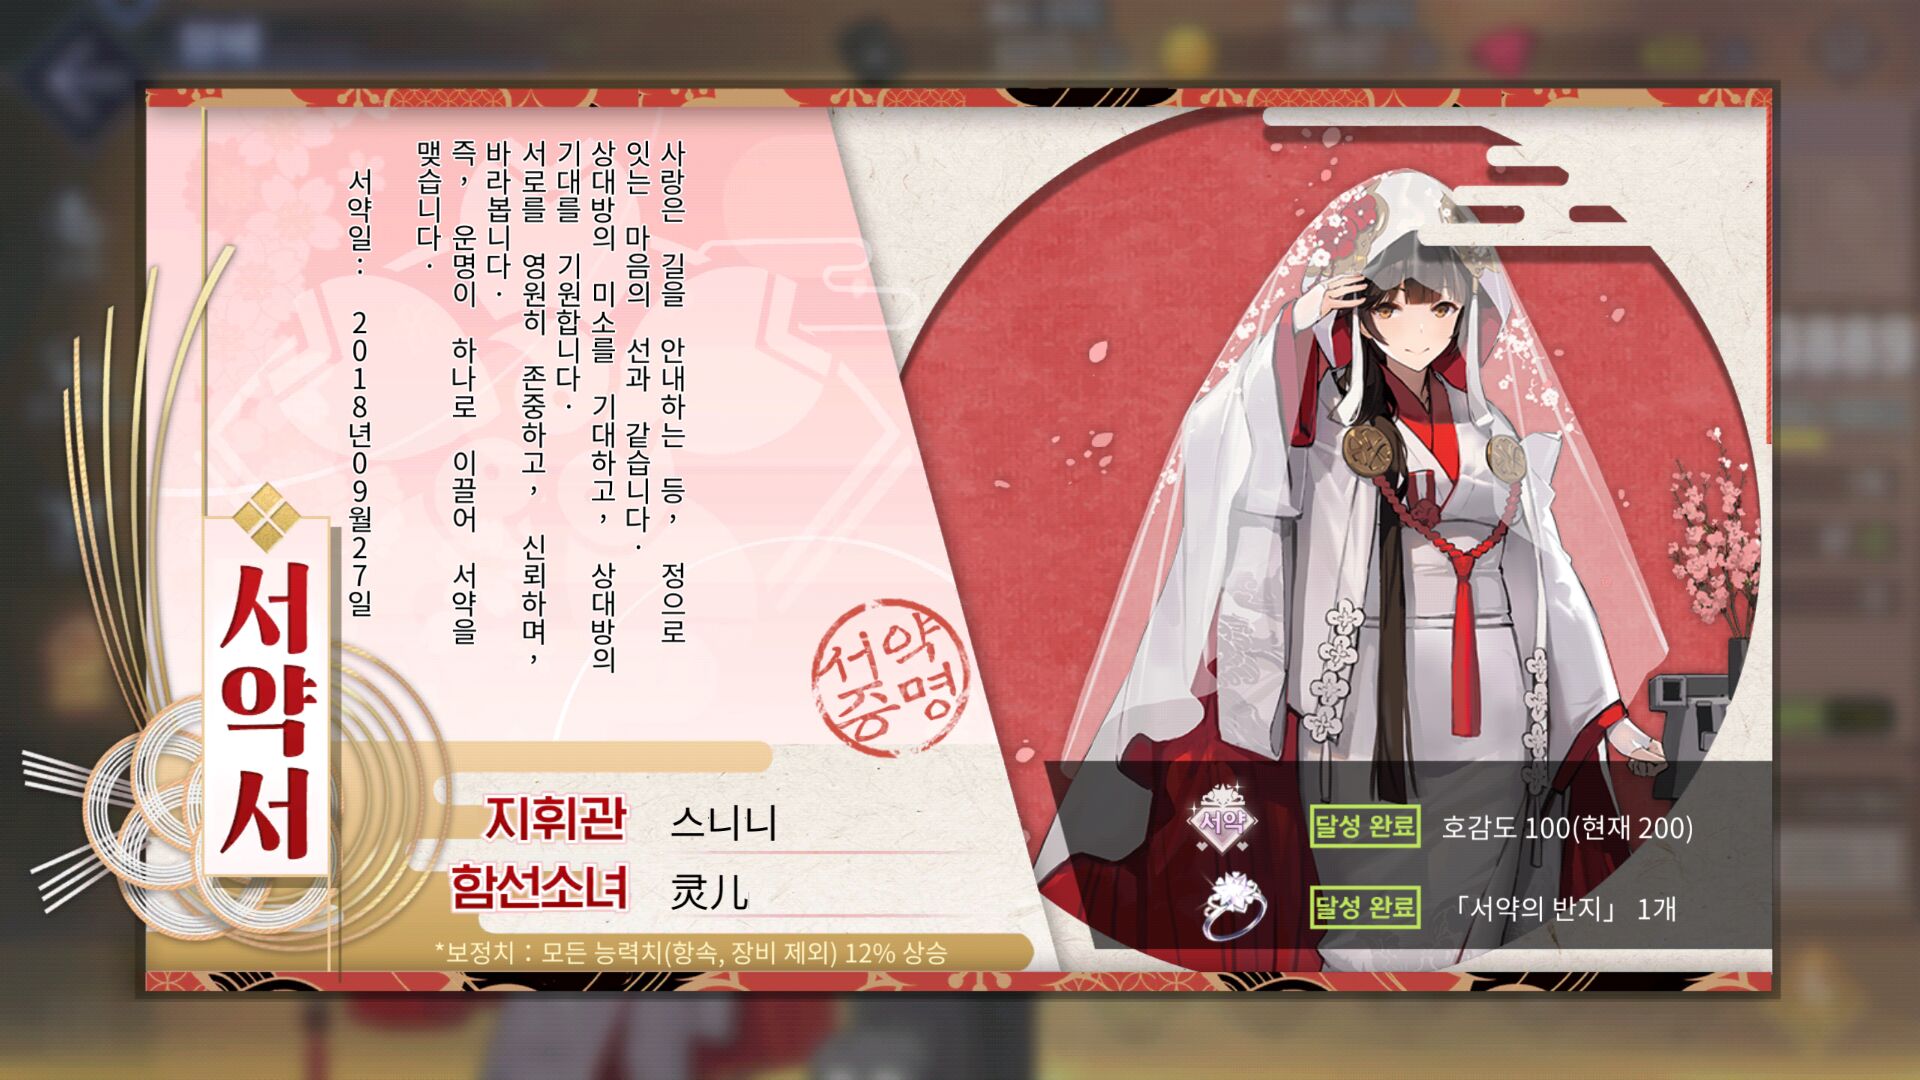 사랑은 길을 안내하는 등, 정으로
잇는 마음의 선과 같습니다.
상대방의 미소를 기대하고, 상대방의
기대를 기원합니다.
서로를 영원히 존중하고, 신뢰하며,
바라봅니다.
즉, 운명이 하나로 이끌어 서약을
맺습니다.
서약일: 2018년09월27일
서약서
서약
증명
지휘관 스니니
함선소녀 灵儿
*보정치 : 모든 능력치(항속, 장비 제외) 12% 상승
서약
달성 완료 호감도 100(현재 200)
달성 완료 「서약의 반지」 1개